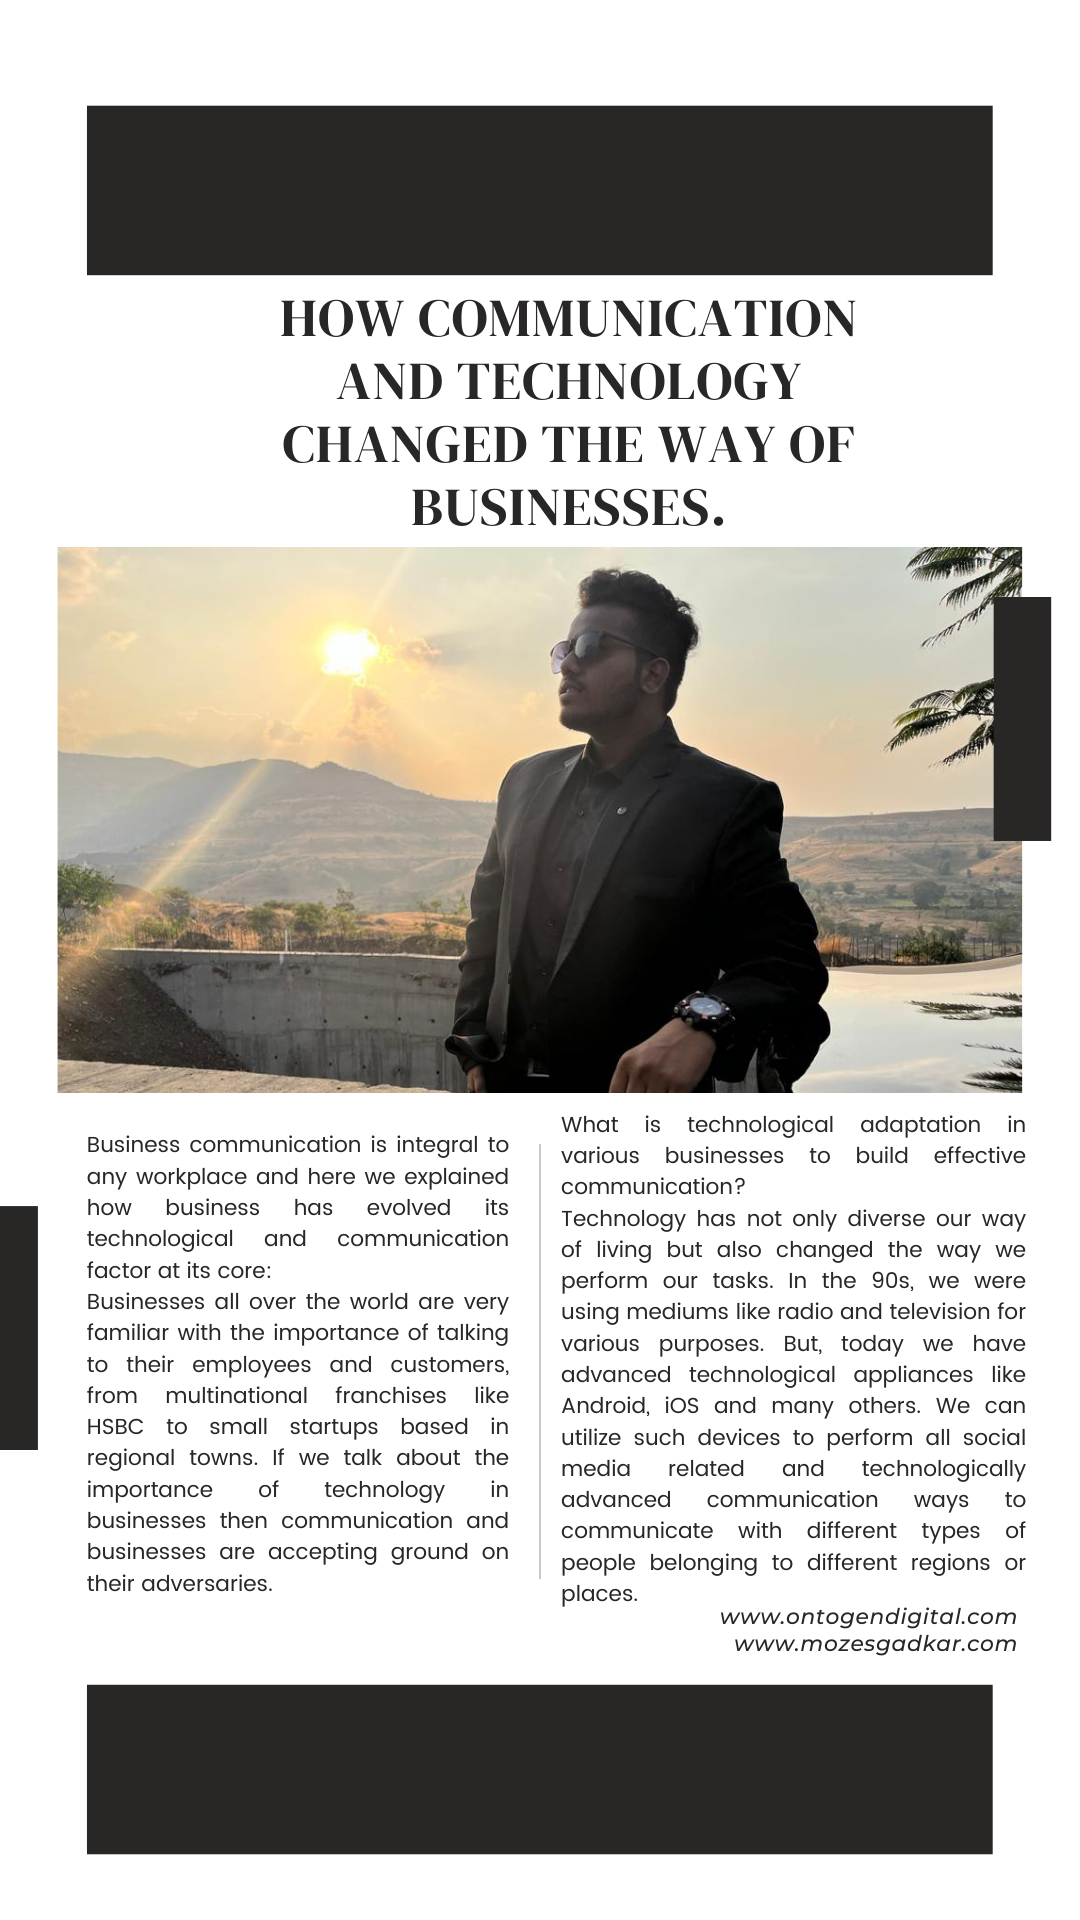 HOW COMMUNICATION
AND TECHNOLOGY
CHANGED THE WAY OF
BUSINESSES.
Business communication is integral to
any workplace and here we explained
how business has evolved its
technological and communication
factor at its core:
Businesses all over the world are very
familiar with the importance of talking
to their employees and customers,
from multinational franchises like
HSBC to small startups based in
regional towns. If we talk about the
importance of technology in
businesses then communication and
businesses are accepting ground on
their adversaries.
What is technological adaptation in
various businesses to build effective
communication?
Technology has not only diverse our way
of living but also changed the way we
perform our tasks. In the 90s, we were
using mediums like radio and television for
various purposes. But, today we have
advanced technological appliances like
Android, iOS and many others. We can
utilize such devices to perform all social
media related and technologically
advanced communication ways to
communicate with different types of
people belonging to different regions or
places.
www.ontogendigital.com
www.mozesgadkar.com